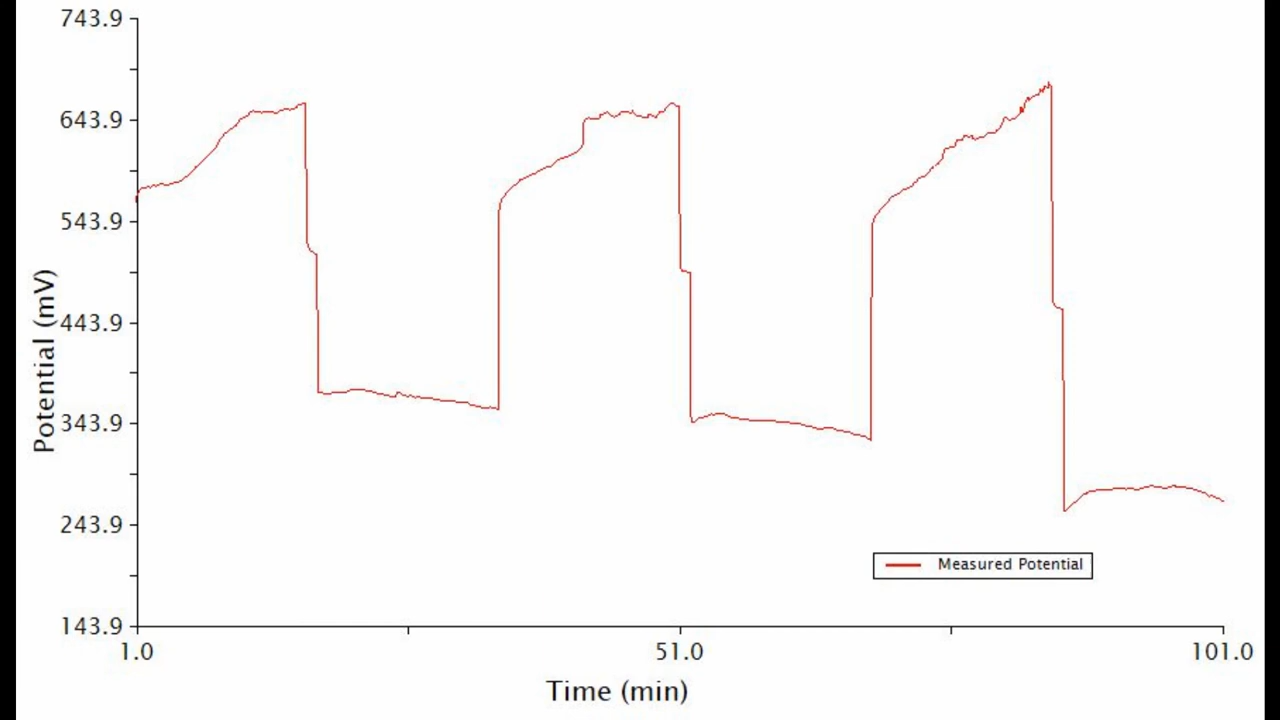 743.9
643.9
543.9
443.9
343.9
243.9
143.9
Potential (mV)
Measured Potential
1.0 51.0 101.0
Time (min)